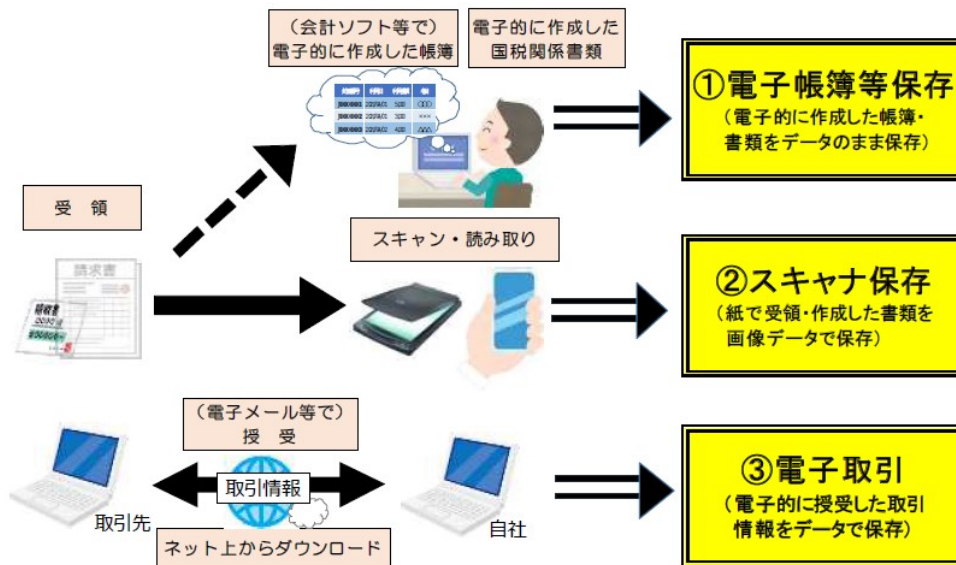 (会計ソフト等で)
電子的に作成した帳簿
電子的に作成した
国税関係書類
①電子帳簿等保存
(電子的に作成した帳簿・
書類をデータのまま保存)
受 領
スキャン・読み取り
請求書
領収書
②スキャナ保存
(紙で受領・作成した書類を
画像データで保存)
(電子メール等で)
授 受
取引情報
取引先
自社
ネット上からダウンロード
③電子取引
(電子的に授受した取引
情報をデータで保存)